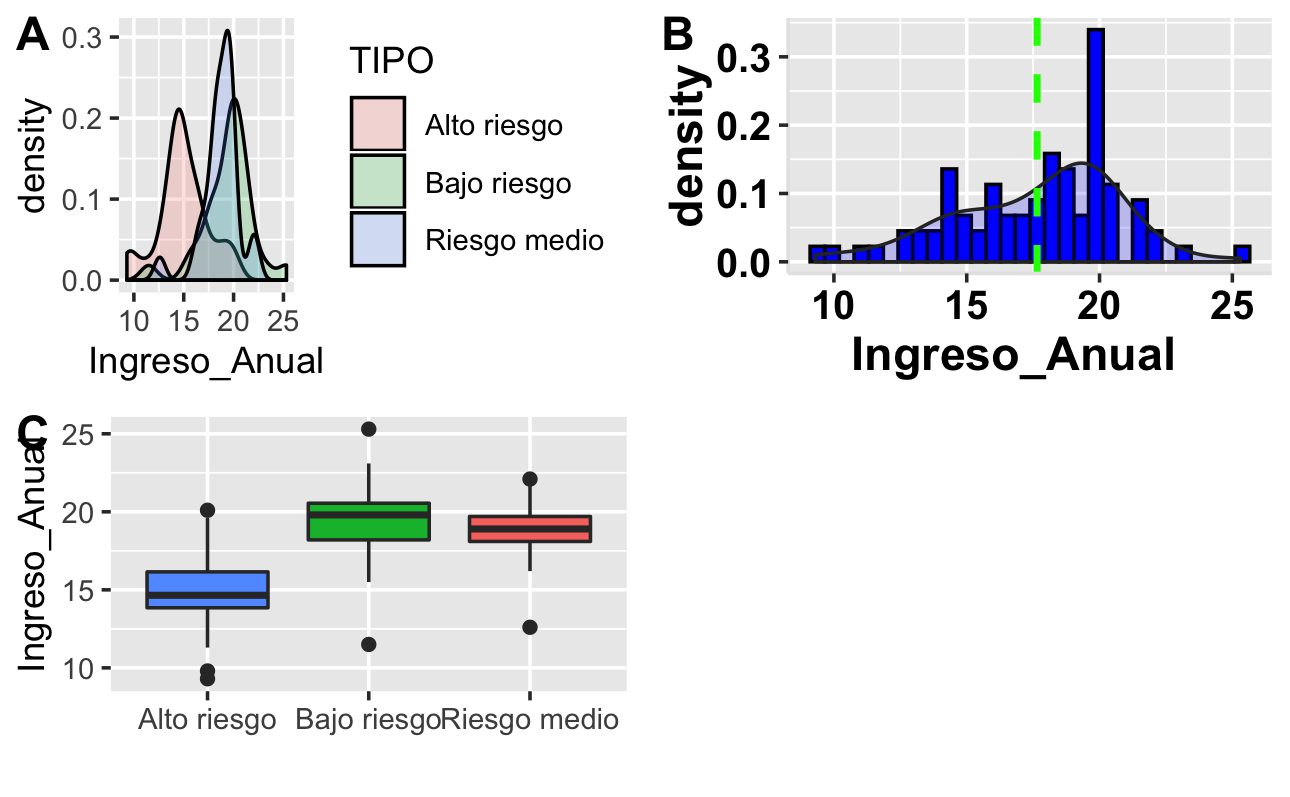 A
density
0.3
0.2
0.1
0.0
10 15 20 25
Ingreso_Anual
TIPO
Alto riesgo
Bajo riesgo
Riesgo medio
B
density
0.3
0.2
0.1
0.0
10 15 20 25
Ingreso_Anual
C
Ingreso_Anual
25
20
15
10
Alto riesgo Bajo riesgo Riesgo medio